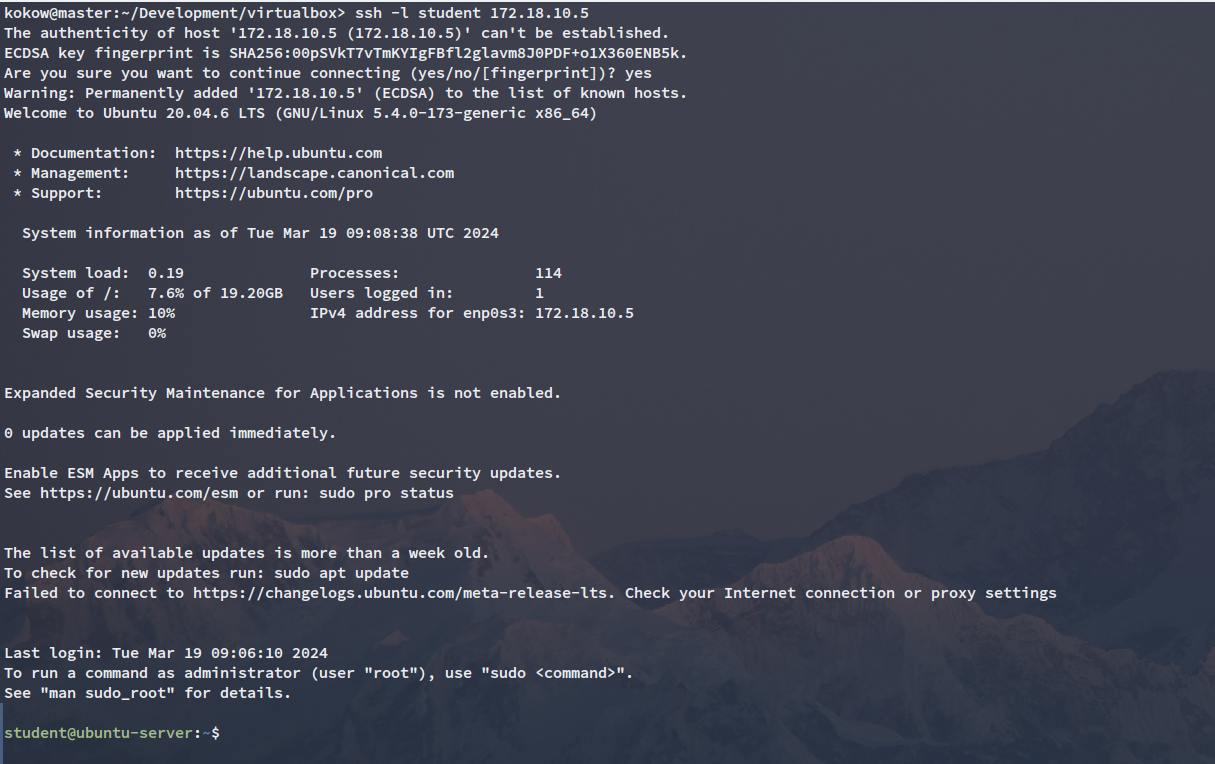 kokow@master:~/Development/virtualbox> ssh -l student 172.18.10.5
The authenticity of host '172.18.10.5 (172.18.10.5)' can't be established.
ECDSA key fingerprint is SHA256:00pSVkT7vTmKYIgFBfl2glavm8J0PDF+o1X360ENB5k.
Are you sure you want to continue connecting (yes/no/[fingerprint])? yes
Warning: Permanently added '172.18.10.5' (ECDSA) to the list of known hosts.
Welcome to Ubuntu 20.04.6 LTS (GNU/Linux 5.4.0-173-generic x86_64)

 * Documentation:  https://help.ubuntu.com
 * Management:     https://landscape.canonical.com
 * Support:        https://ubuntu.com/pro

  System information as of Tue Mar 19 09:08:38 UTC 2024

  System load:  0.19              Processes:               114
  Usage of /:   7.6% of 19.20GB   Users logged in:         1
  Memory usage: 10%               IPv4 address for enp0s3: 172.18.10.5
  Swap usage:   0%


Expanded Security Maintenance for Applications is not enabled.

0 updates can be applied immediately.

Enable ESM Apps to receive additional future security updates.
See https://ubuntu.com/esm or run: sudo pro status


The list of available updates is more than a week old.
To check for new updates run: sudo apt update
Failed to connect to https://changelogs.ubuntu.com/meta-release-lts. Check your Internet connection or proxy settings


Last login: Tue Mar 19 09:06:10 2024
To run a command as administrator (user "root"), use "sudo <command>".
See "man sudo_root" for details.

student@ubuntu-server:~$